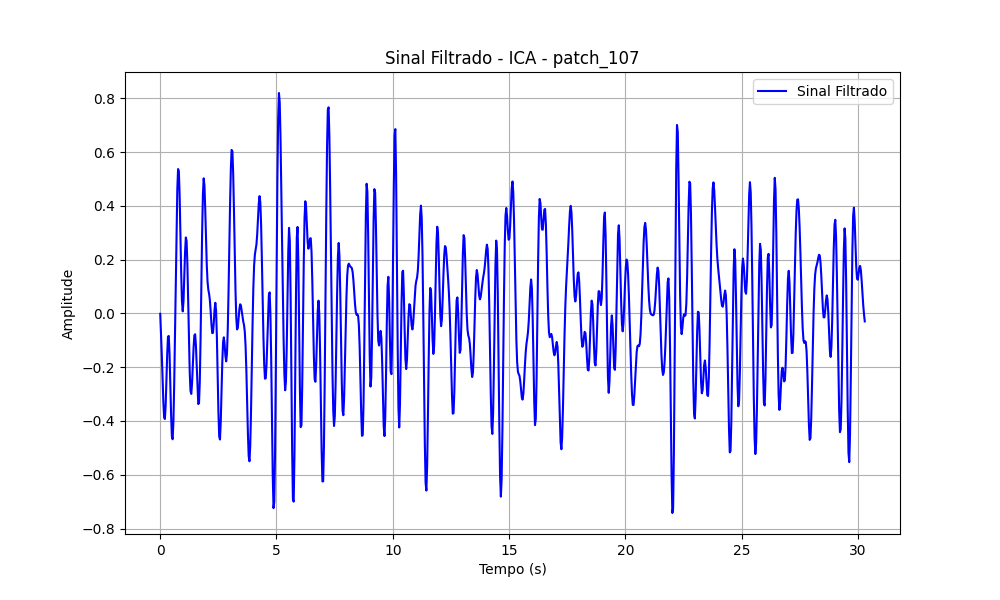 Sinal Filtrado - ICA - patch_107
Sinal Filtrado
Amplitude
0.8
0.6
0.4
0.2
0.0
−0.2
−0.4
−0.6
−0.8
0 5 10 15 20 25 30
Tempo (s)